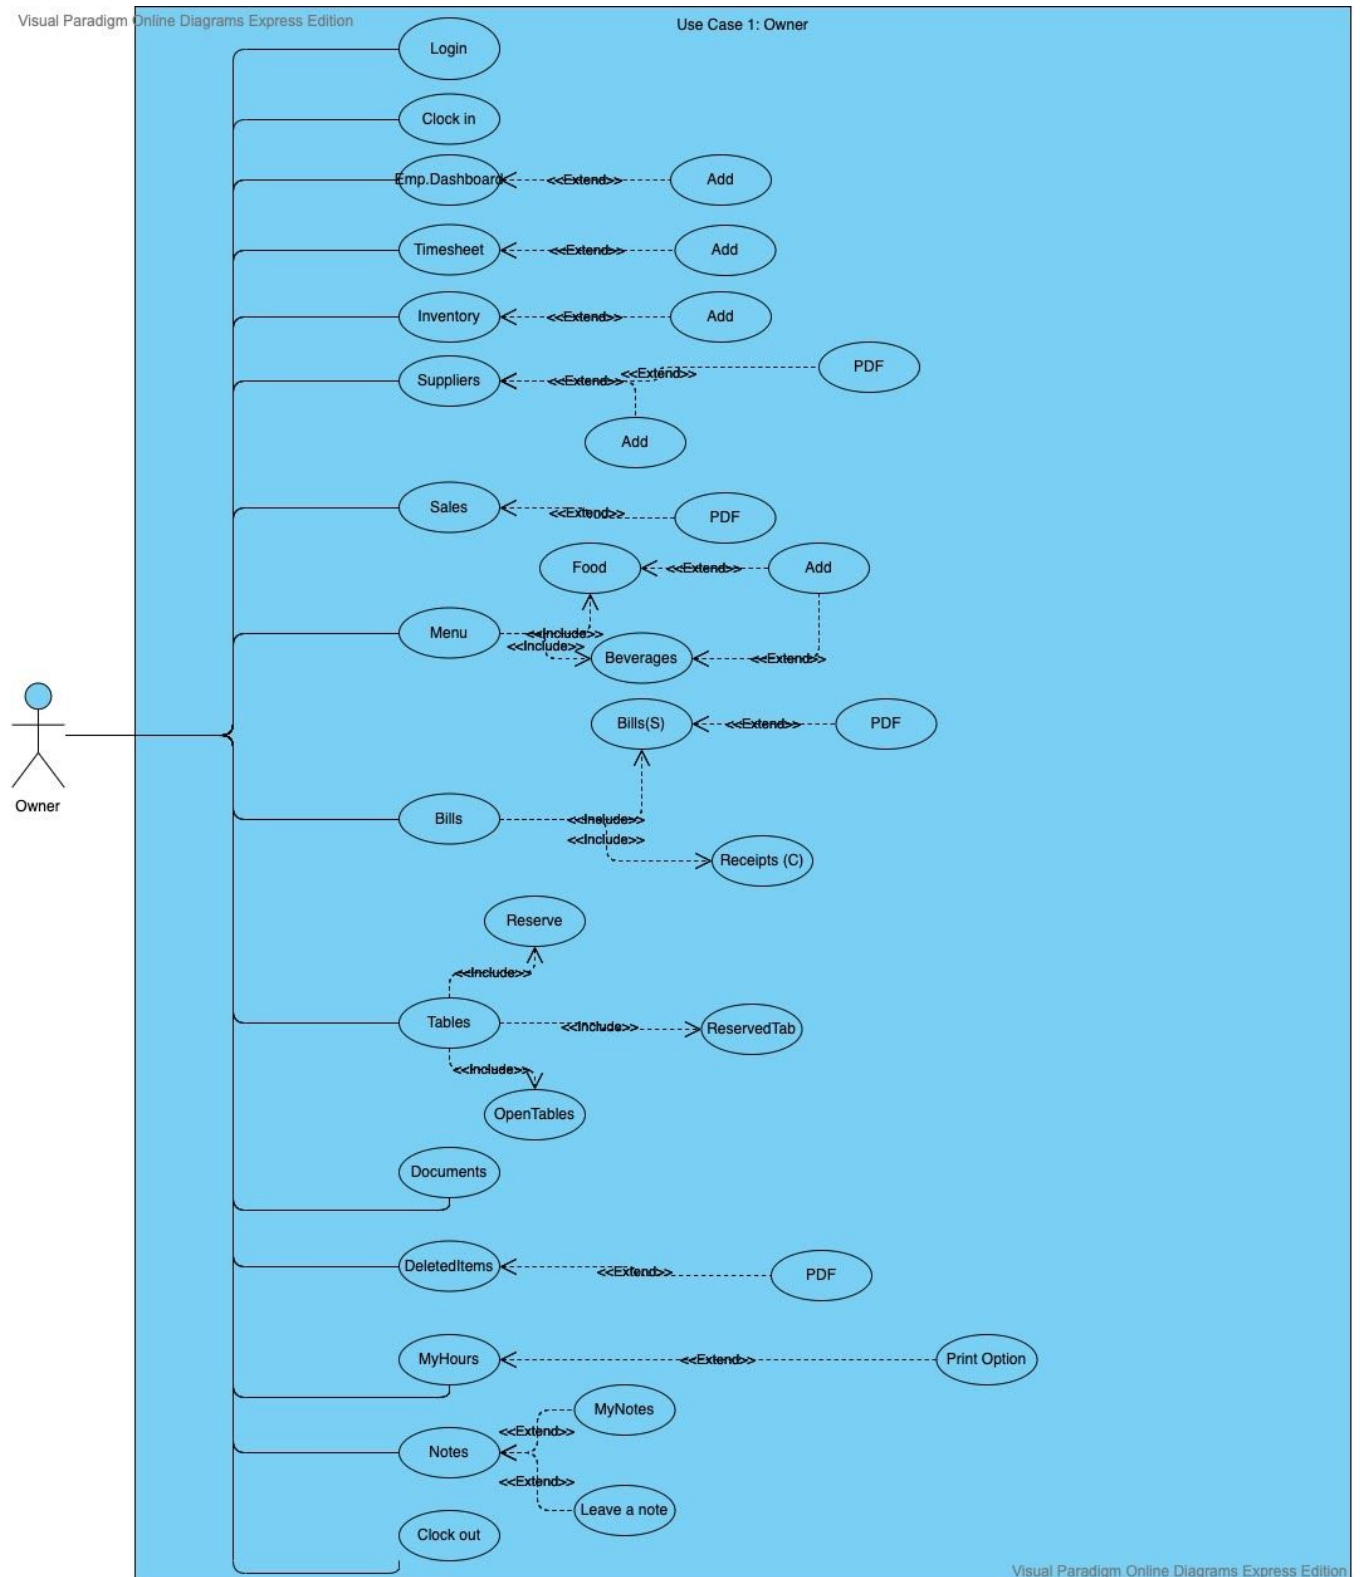 Visual Paradigm Online Diagrams Express Edition
Use Case 1: Owner
Login
Clock in
Emp.Dashboard
<<Extend>>
Add
Timesheet
<<Extend>>
Add
Inventory
<<Extend>>
Add
PDF
<<Extend>>
Suppliers
<<Extend>>
Add
Sales
<<Extend>>
PDF
Food
<<Extend>>
Add
Menu
<<Include>>
<<Include>>
Beverages
<<Extend>>
Bills(S)
<<Extend>>
PDF
Owner
Bills
<<Include>>
<<Include>>
Receipts (C)
Reserve
<<Include>>
Tables
<<Include>>
ReservedTab
<<Include>>
OpenTables
Documents
DeletedItems
<<Extend>>
PDF
MyHours
<<Extend>>
Print Option
MyNotes
<<Extend>>
Notes
<<Extend>>
Leave a note
Clock out
Visual Paradigm Online Diagrams Express Edition